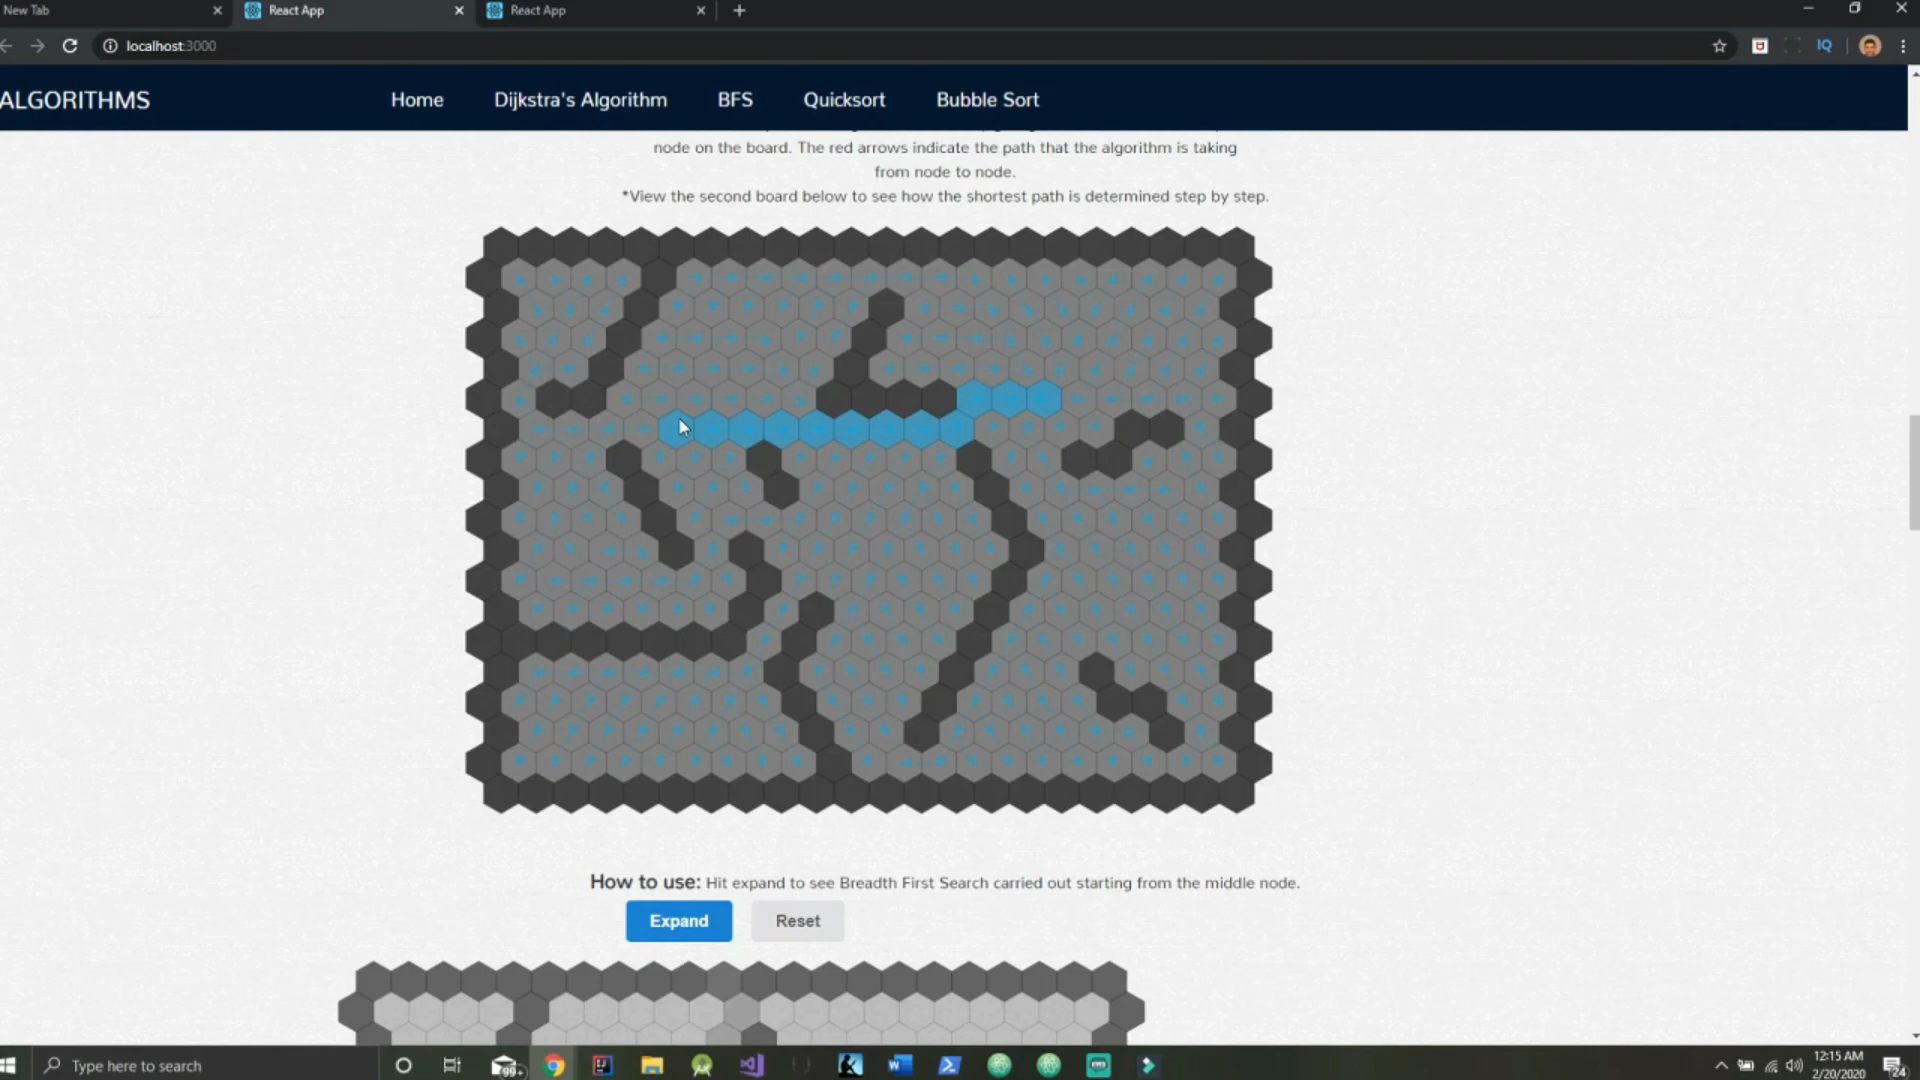 New Tab
React App
React App
localhost:3000
IQ
ALGORITHMS
Home
Dijkstra's Algorithm
BFS
Quicksort
Bubble Sort
node on the board. The red arrows indicate the path that the algorithm is taking
from node to node.
*View the second board below to see how the shortest path is determined step by step.
How to use: Hit expand to see Breadth First Search carried out starting from the middle node.
Expand
Reset
Type here to search
99+
12:15 AM
2/20/2020
24